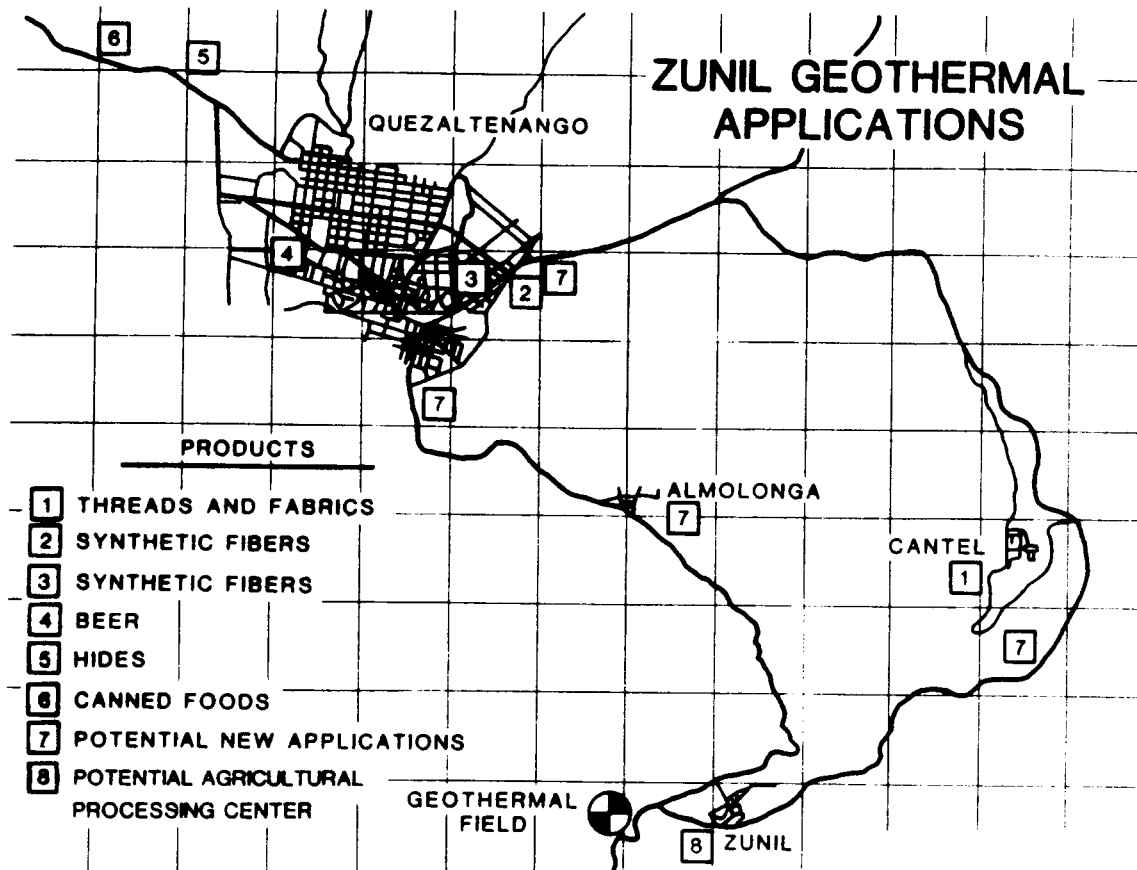 ZUNIL GEOTHERMAL
APPLICATIONS
6
5
QUEZALTENANGO
4
3
2
7
7
ALMOLONGA
7
CANTEL
1
7
PRODUCTS
1 THREADS AND FABRICS
2 SYNTHETIC FIBERS
3 SYNTHETIC FIBERS
4 BEER
5 HIDES
6 CANNED FOODS
7 POTENTIAL NEW APPLICATIONS
8 POTENTIAL AGRICULTURAL
PROCESSING CENTER
GEOTHERMAL
FIELD
8 ZUNIL